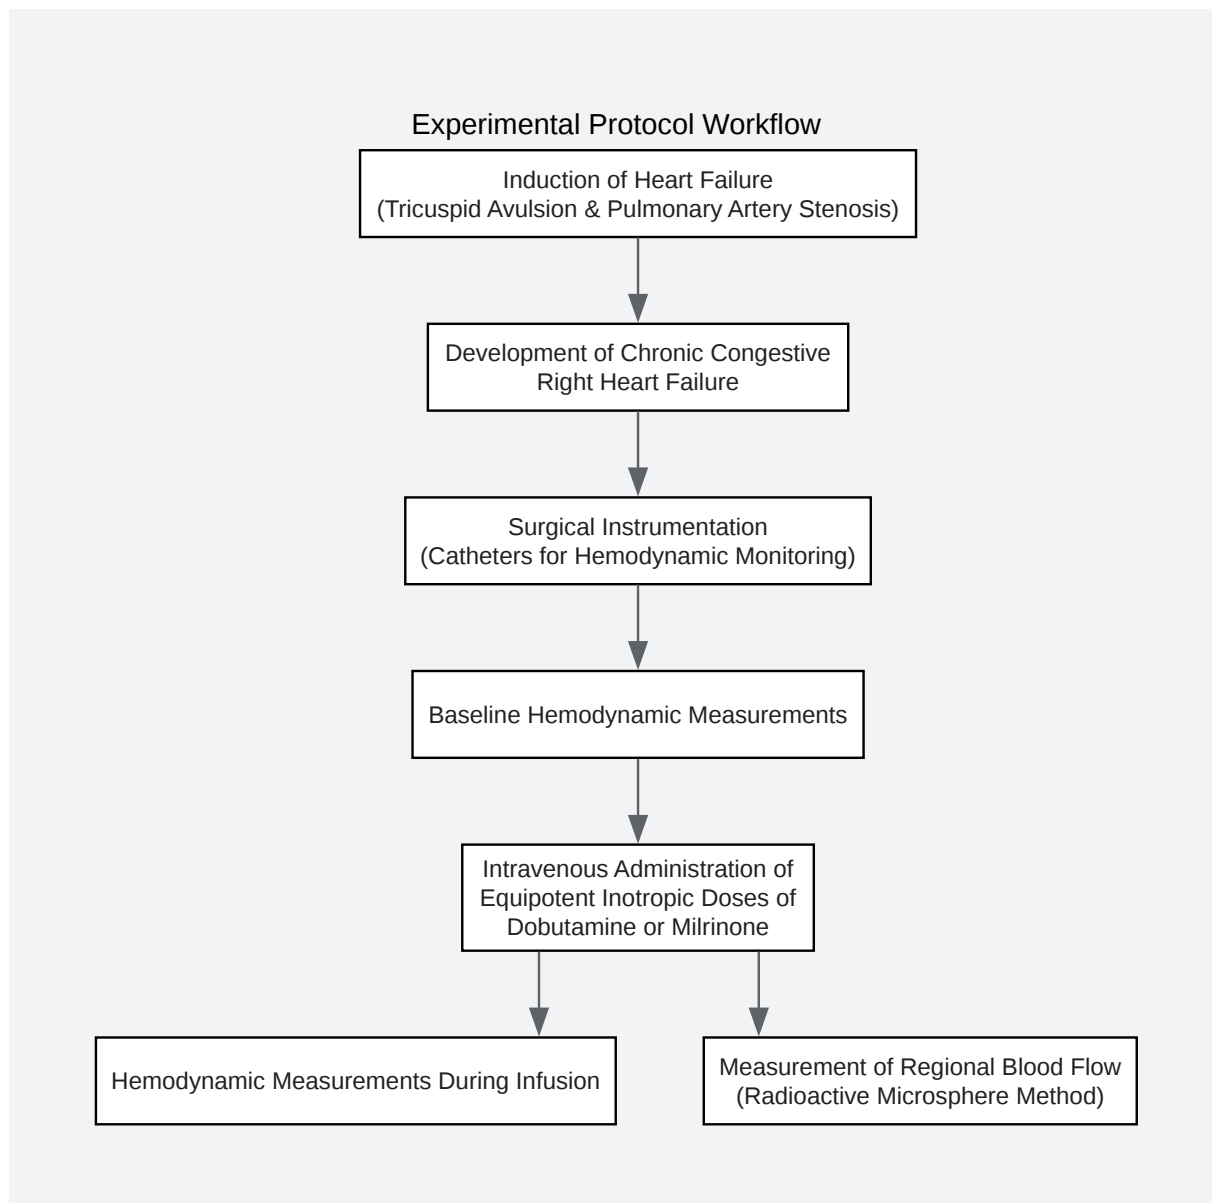 Experimental Protocol Workflow
Induction of Heart Failure
(Tricuspid Avulsion & Pulmonary Artery Stenosis)
Development of Chronic Congestive
Right Heart Failure
Surgical Instrumentation
(Catheters for Hemodynamic Monitoring)
Baseline Hemodynamic Measurements
Intravenous Administration of
Equipotent Inotropic Doses of
Dobutamine or Milrinone
Hemodynamic Measurements During Infusion
Measurement of Regional Blood Flow
(Radioactive Microsphere Method)